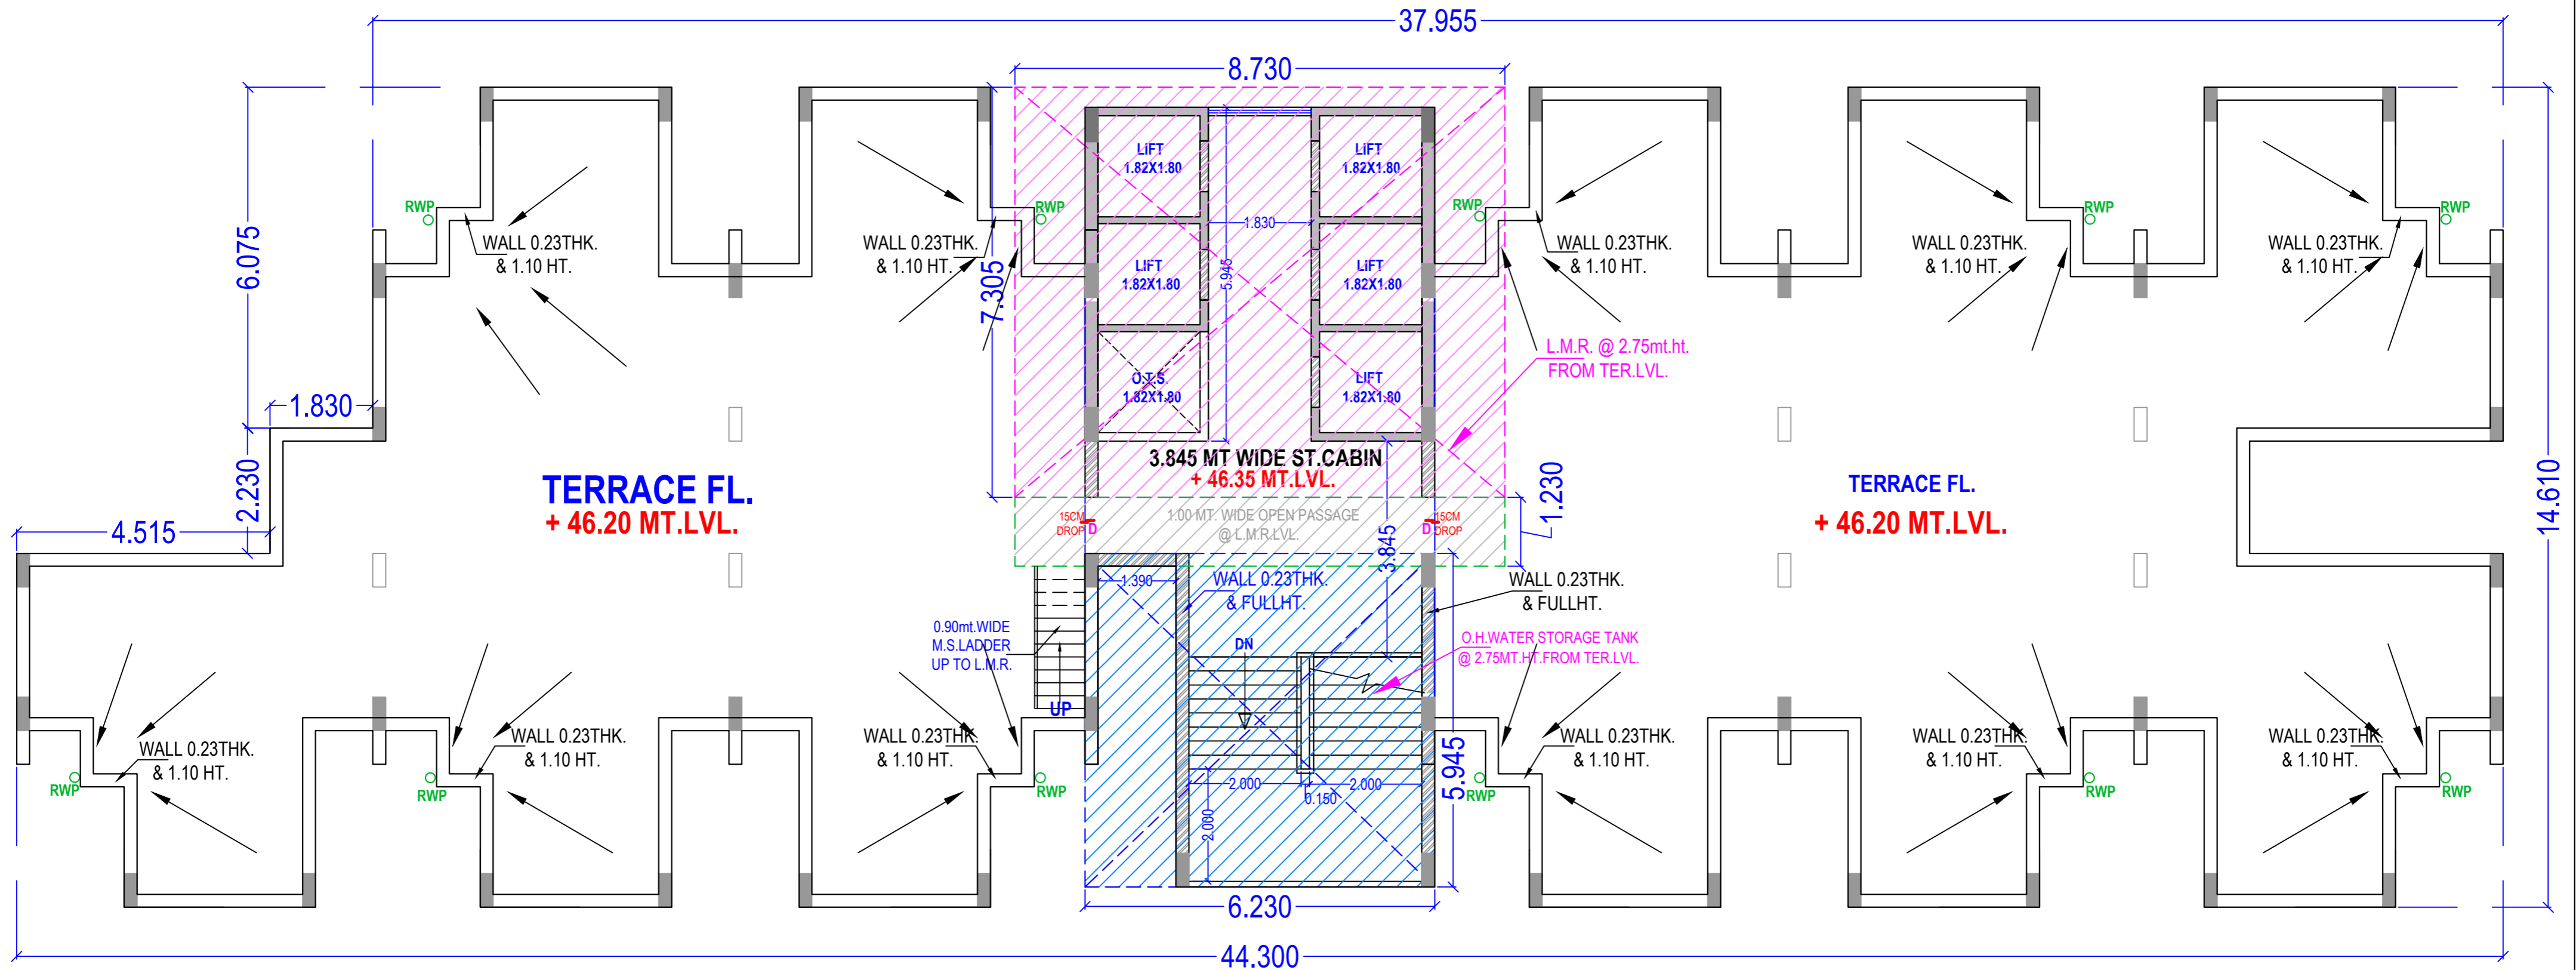 37.955
8.730
LIFT
1.82X1.80
LIFT
1.82X1.80
RWP
RWP
RWP
RWP
RWP
1.830
WALL 0.23THK.
& 1.10 HT.
WALL 0.23THK.
& 1.10 HT.
WALL 0.23THK.
& 1.10 HT.
WALL 0.23THK.
& 1.10 HT.
WALL 0.23THK.
& 1.10 HT.
6.075
7.305
5.945
LIFT
1.82X1.80
LIFT
1.82X1.80
L.M.R. @ 2.75mt.ht.
FROM TER.LVL.
O.T.S.
1.82X1.80
LIFT
1.82X1.80
1.830
2.230
3.845 MT WIDE ST.CABIN
+ 46.35 MT.LVL.
TERRACE FL.
+ 46.20 MT.LVL.
TERRACE FL.
+ 46.20 MT.LVL.
1.230
14.610
4.515
15CM
DROP
D
1.00 MT. WIDE OPEN PASSAGE
@ L.M.R.LVL.
D
15CM
DROP
3.845
1.390
WALL 0.23THK.
& FULLHT.
WALL 0.23THK.
& FULLHT.
0.90mt.WIDE
M.S.LADDER
UP TO L.M.R.
DN
O.H.WATER STORAGE TANK
@ 2.75MT.HT.FROM TER.LVL.
UP
WALL 0.23THK.
& 1.10 HT.
WALL 0.23THK.
& 1.10 HT.
WALL 0.23THK.
& 1.10 HT.
WALL 0.23THK.
& 1.10 HT.
WALL 0.23THK.
& 1.10 HT.
WALL 0.23THK.
& 1.10 HT.
RWP
RWP
RWP
RWP
RWP
RWP
2.000
0.150
2.000
2.000
5.945
6.230
44.300